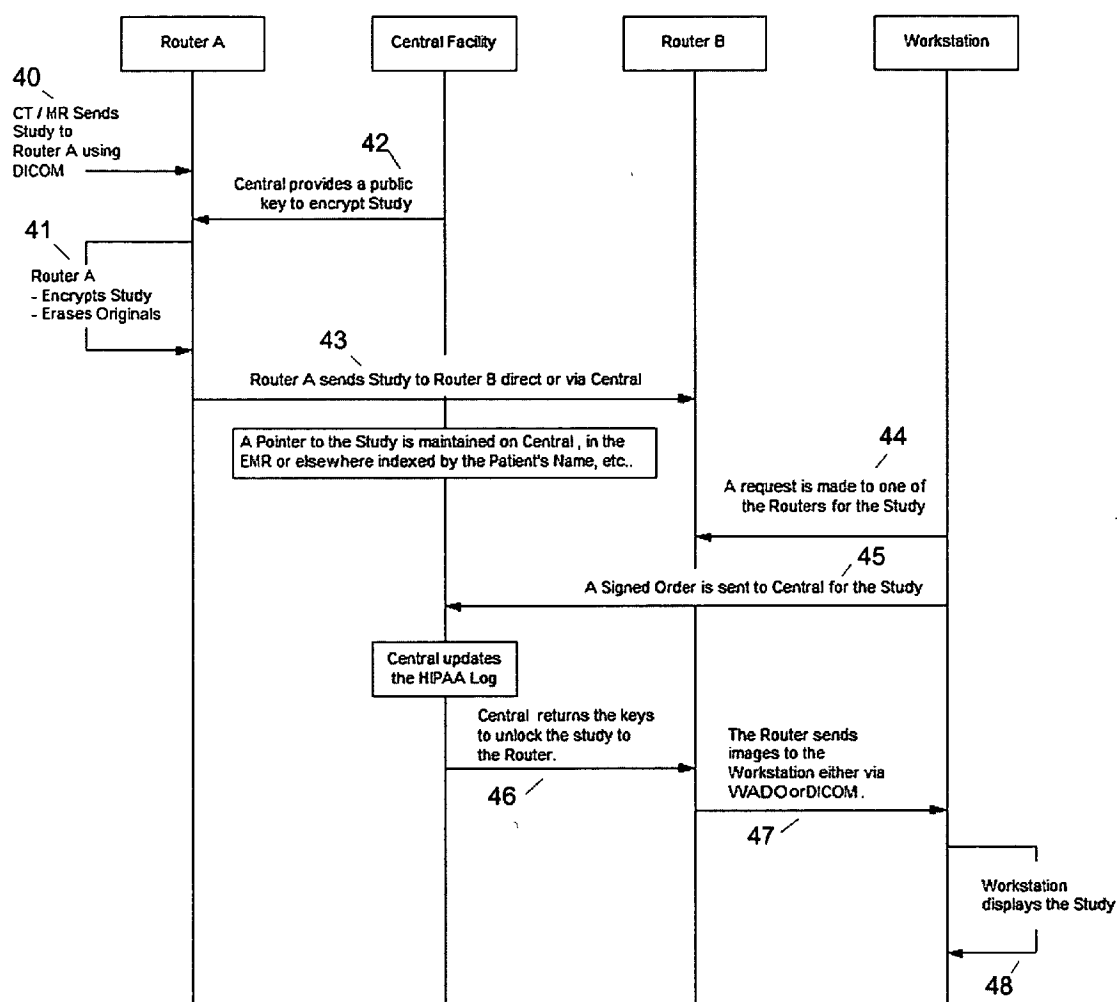 Router A
Central Facility
Router B
Workstation
40
CT / MR Sends
Study to
Router A using
DICOM
42
Central provides a public
key to encrypt Study
41
Router A
- Encrypts Study
- Erases Originals
43
Router A sends Study to Router B direct or via Central
A Pointer to the Study is maintained on Central , in the
EMR or elsewhere indexed by the Patient's Name, etc..
44
A request is made to one of
the Routers for the Study
45
A Signed Order is sent to Central for the Study
Central updates
the HIPAA Log
Central returns the keys
to unlock the study to
the Router.
46
The Router sends
images to the
Workstation either via
WADO or DICOM .
47
Workstation
displays the Study
48